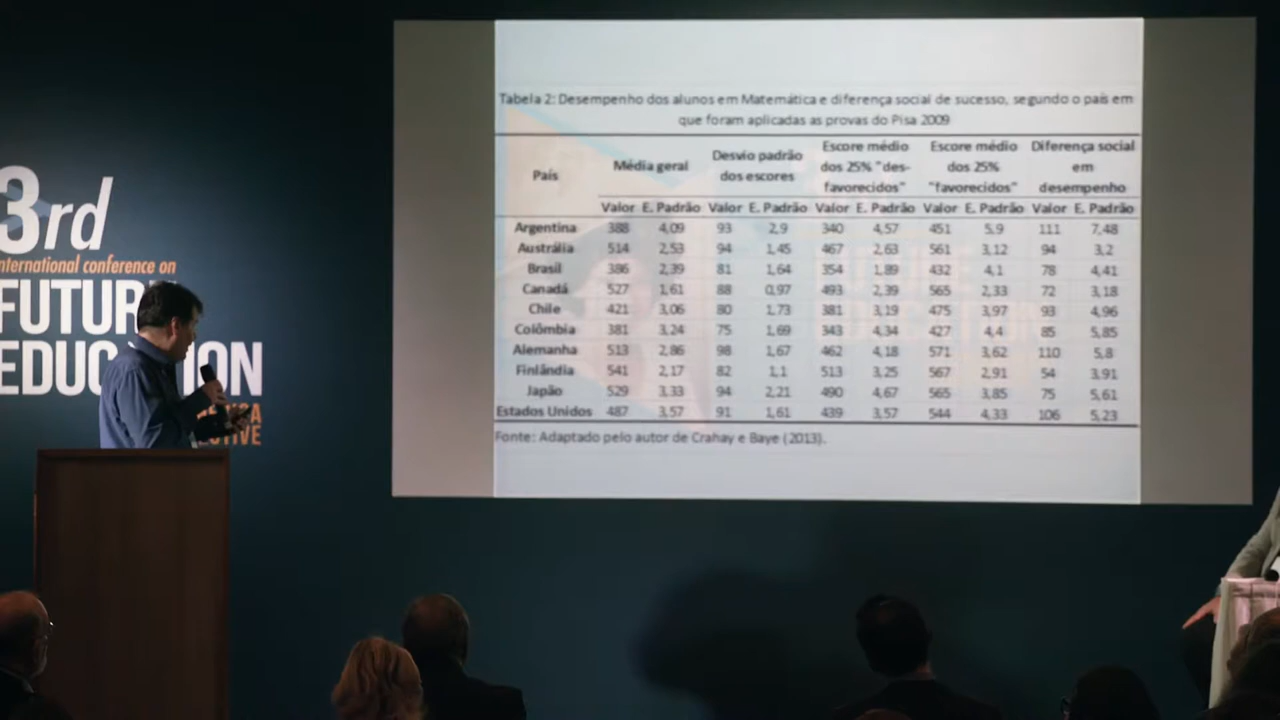 3rd
nternational conference on
FUTUR
EDUC ION
A
CTIVE
Tabela 2: Desempenho dos alunos em Matemática e diferença social de sucesso, segundo o país em
que foram aplicadas as provas do Pisa 2009
País Média geral Desvio padrão dos escores Escore médio dos 25% "des-favorecidos" Escore médio dos 25% "favorecidos" Diferença social em desempenho
Valor E. Padrão Valor E. Padrão Valor E. Padrão Valor E. Padrão Valor E. Padrão
Argentina 388 4,09 93 2,9 340 4,57 451 5,9 111 7,48
Austrália 514 2,53 94 1,45 467 2,63 561 3,12 94 3,2
Brasil 386 2,39 81 1,64 354 1,89 432 4,1 78 4,41
Canadá 527 1,61 88 0,97 493 2,39 565 2,33 72 3,18
Chile 421 3,06 80 1,73 381 3,19 475 3,97 93 4,96
Colômbia 381 3,24 75 1,69 343 4,34 427 4,4 85 5,85
Alemanha 513 2,86 98 1,67 462 4,18 571 3,62 110 5,8
Finlândia 541 2,17 82 1,1 513 3,25 567 2,91 54 3,91
Japão 529 3,33 94 2,21 490 4,67 565 3,85 75 5,61
Estados Unidos 487 3,57 91 1,61 439 3,57 544 4,33 106 5,23
Fonte: Adaptado pelo autor de Crahay e Baye (2013).